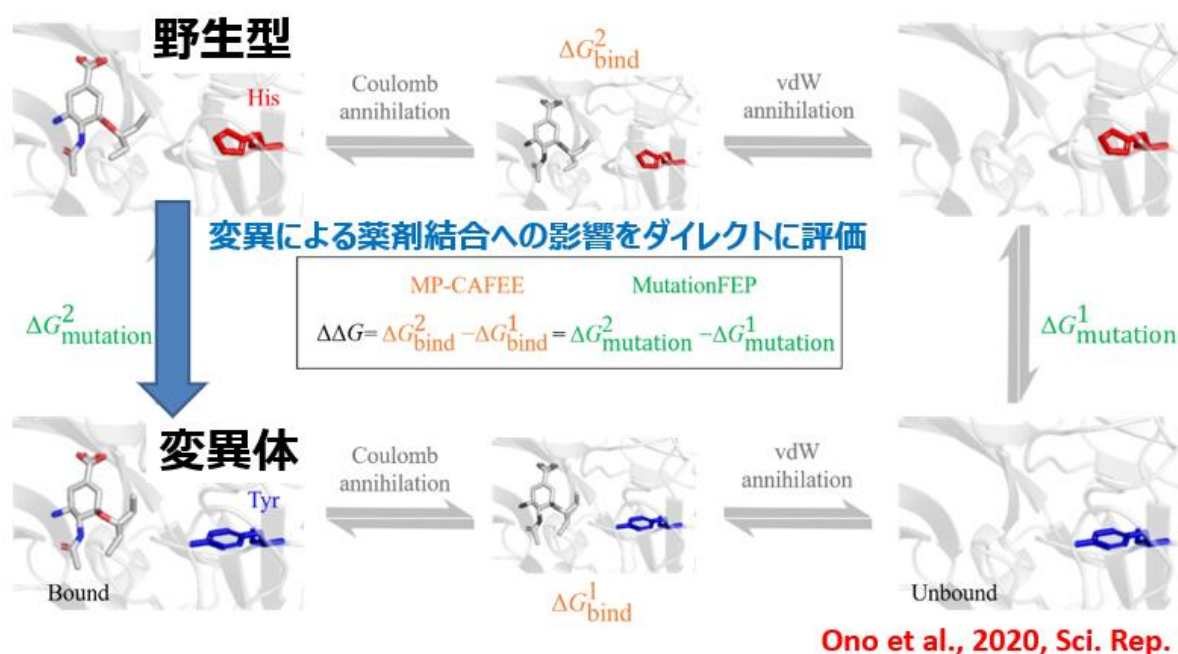 野生型
His
Coulomb
annihilation
ΔG²bind
vdW
annihilation
変異による薬剤結合への影響をダイレクトに評価
MP-CAFEE MutationFEP
ΔΔG=ΔG²bind−ΔG¹bind=ΔG²mutation−ΔG¹mutation
ΔG²mutation
ΔG¹mutation
変異体
Tyr
Bound
Coulomb
annihilation
ΔG¹bind
vdW
annihilation
Unbound
Ono et al., 2020, Sci. Rep.